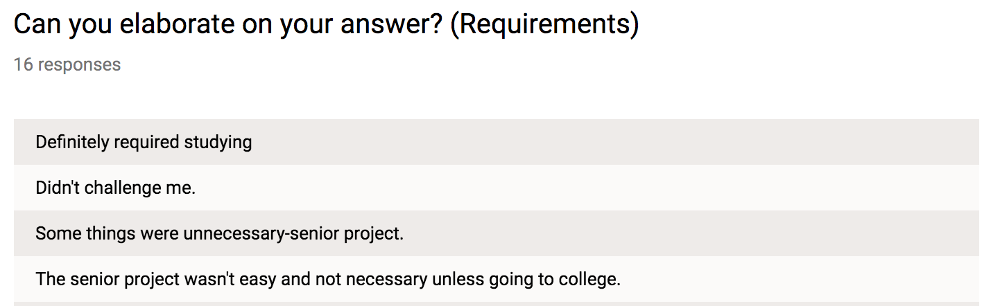 Can you elaborate on your answer? (Requirements)
16 responses
Definitely required studying
Didn't challenge me.
Some things were unnecessary-senior project.
The senior project wasn't easy and not necessary unless going to college.